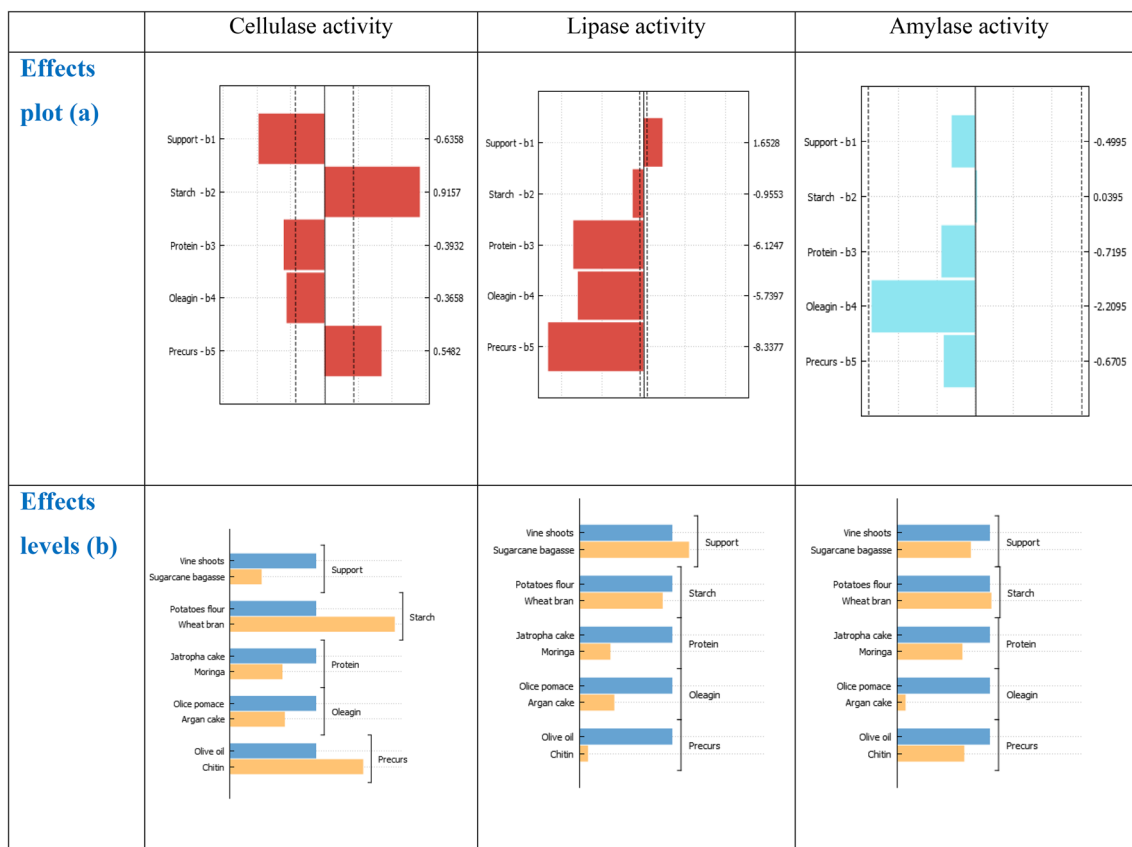 Cellulase activity
Lipase activity
Amylase activity
Effects
plot (a)
Support - b1
-0.6358
Starch - b2
0.9157
Protein - b3
-0.3932
Oleagin - b4
-0.3658
Precurs - b5
0.5482
Support - b1
1.6528
Starch - b2
-0.9553
Protein - b3
-6.1247
Oleagin - b4
-5.7397
Precurs - b5
-8.3377
Support - b1
-0.4995
Starch - b2
0.0395
Protein - b3
-0.7195
Oleagin - b4
-2.2095
Precurs - b5
-0.6705
Effects
levels (b)
Vine shoots
Sugarcane bagasse
Support
Potatoes flour
Wheat bran
Starch
Jatropha cake
Moringa
Protein
Olice pomace
Argan cake
Oleagin
Olive oil
Chitin
Precurs
Vine shoots
Sugarcane bagasse
Support
Potatoes flour
Wheat bran
Starch
Jatropha cake
Moringa
Protein
Olice pomace
Argan cake
Oleagin
Olive oil
Chitin
Precurs
Vine shoots
Sugarcane bagasse
Support
Potatoes flour
Wheat bran
Starch
Jatropha cake
Moringa
Protein
Olice pomace
Argan cake
Oleagin
Olive oil
Chitin
Precurs